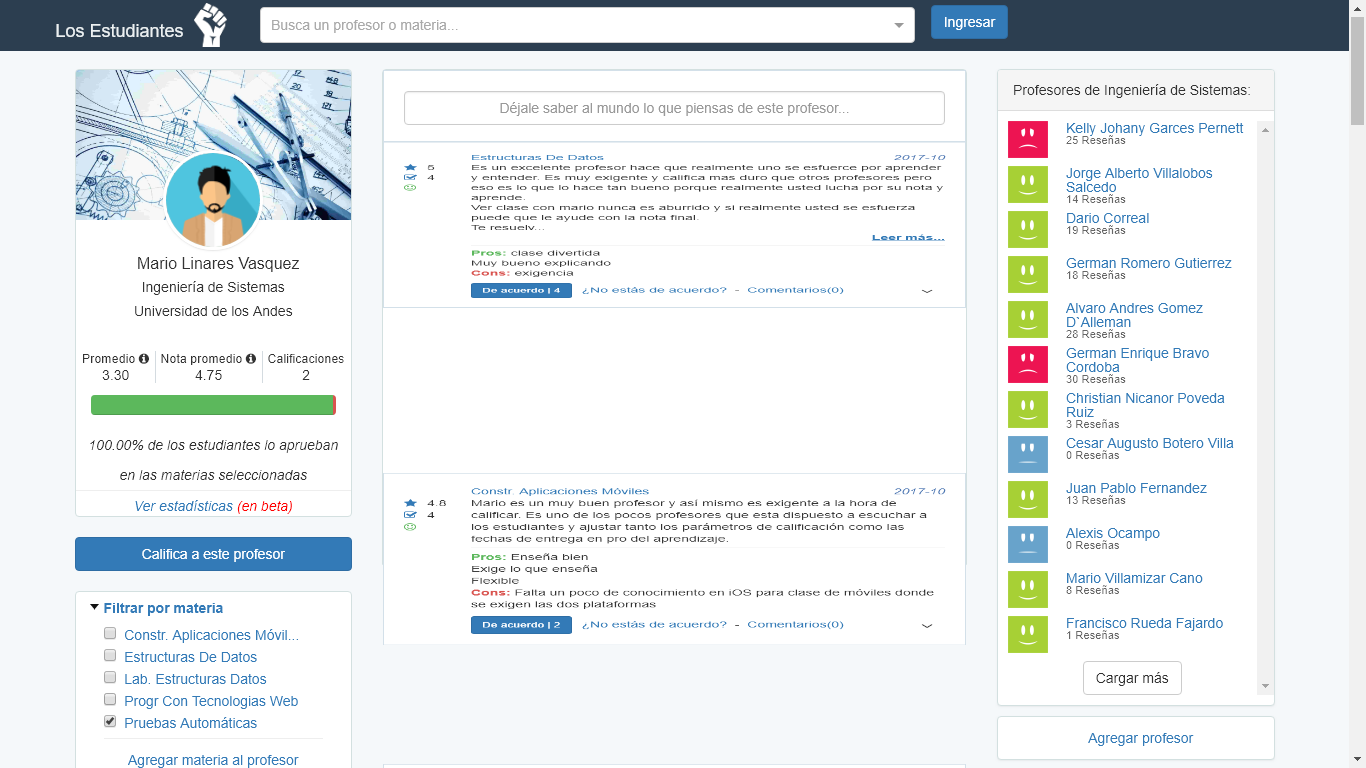 Los Estudiantes
Busca un profesor o materia...
Ingresar
Mario Linares Vasquez
Ingeniería de Sistemas
Universidad de los Andes
Promedio Nota promedio Calificaciones
3.30 4.75 2
100.00% de los estudiantes lo aprueban
en las materias seleccionadas
Ver estadísticas (en beta)
Califica a este profesor
Filtrar por materia
Constr. Aplicaciones Móvil...
Estructuras De Datos
Lab. Estructuras Datos
Progr Con Tecnologias Web
Pruebas Automáticas
Agregar materia al profesor
Déjale saber al mundo lo que piensas de este profesor...
Estructuras De Datos 2017-10
5
4
Es un excelente profesor hace que realmente uno se esfuerce por aprender
y entender. Es muy exigente y califica mas duro que otros profesores pero
eso es lo que lo hace tan bueno porque realmente usted lucha por su nota y
aprende.
Ver clase con mario nunca es aburrido y si realmente usted se esfuerza
puede que le ayude con la nota final.
Te resuelv...
Leer más...
Pros: clase divertida
Muy bueno explicando
Cons: exigencia
De acuerdo | 4 ¿No estás de acuerdo? - Comentarios(0)
Constr. Aplicaciones Móviles 2017-10
4.8
4
Mario es un muy buen profesor y así mismo es exigente a la hora de
calificar. Es uno de los pocos profesores que esta dispuesto a escuchar a
los estudiantes y ajustar tanto los parámetros de calificación como las
fechas de entrega en pro del aprendizaje.
Pros: Enseña bien
Exige lo que enseña
Flexible
Cons: Falta un poco de conocimiento en iOS para clase de móviles donde
se exigen las dos plataformas
De acuerdo | 2 ¿No estás de acuerdo? - Comentarios(0)
Profesores de Ingeniería de Sistemas:
Kelly Johany Garces Pernett
25 Reseñas
Jorge Alberto Villalobos
Salcedo
14 Reseñas
Dario Correal
19 Reseñas
German Romero Gutierrez
18 Reseñas
Alvaro Andres Gomez
D`Alleman
28 Reseñas
German Enrique Bravo
Cordoba
30 Reseñas
Christian Nicanor Poveda
Ruiz
3 Reseñas
Cesar Augusto Botero Villa
0 Reseñas
Juan Pablo Fernandez
13 Reseñas
Alexis Ocampo
0 Reseñas
Mario Villamizar Cano
8 Reseñas
Francisco Rueda Fajardo
1 Reseñas
Cargar más
Agregar profesor